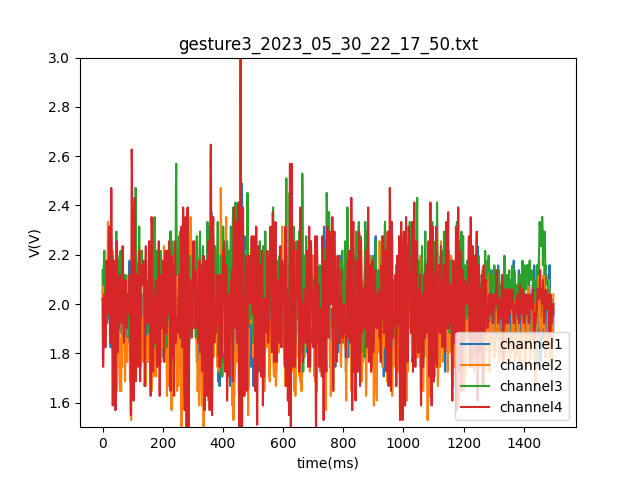 gesture3_2023_05_30_22_17_50.txt
V(V)
3.0
2.8
2.6
2.4
2.2
2.0
1.8
1.6
channel1
channel2
channel3
channel4
0 200 400 600 800 1000 1200 1400
time(ms)